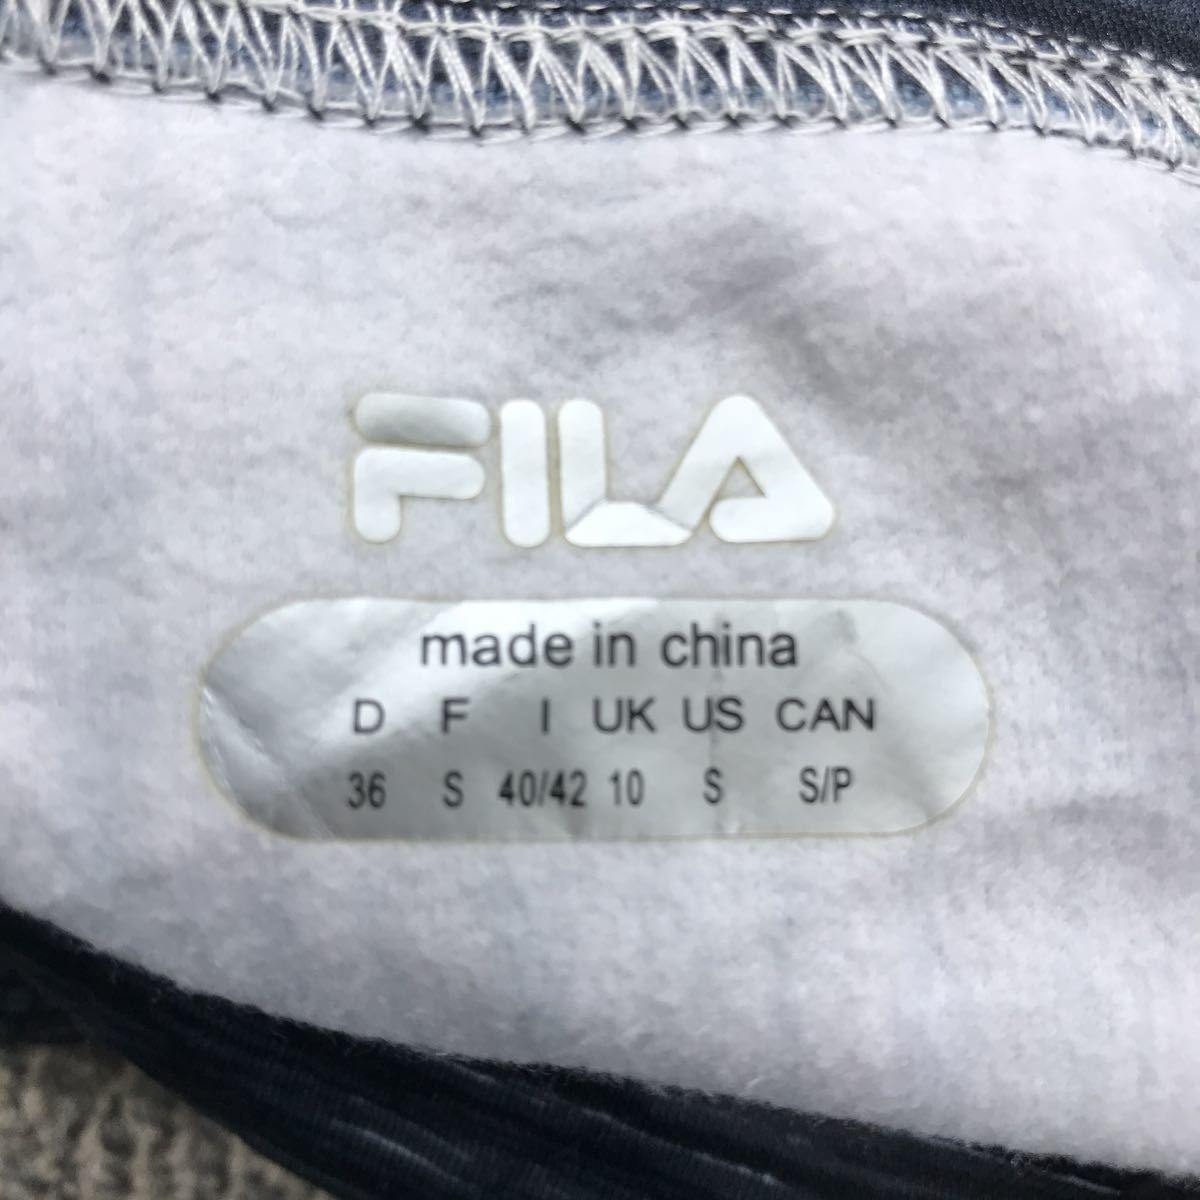 FILA
made in china
D F I UK US CAN
36 S 40/42 10 S S/P